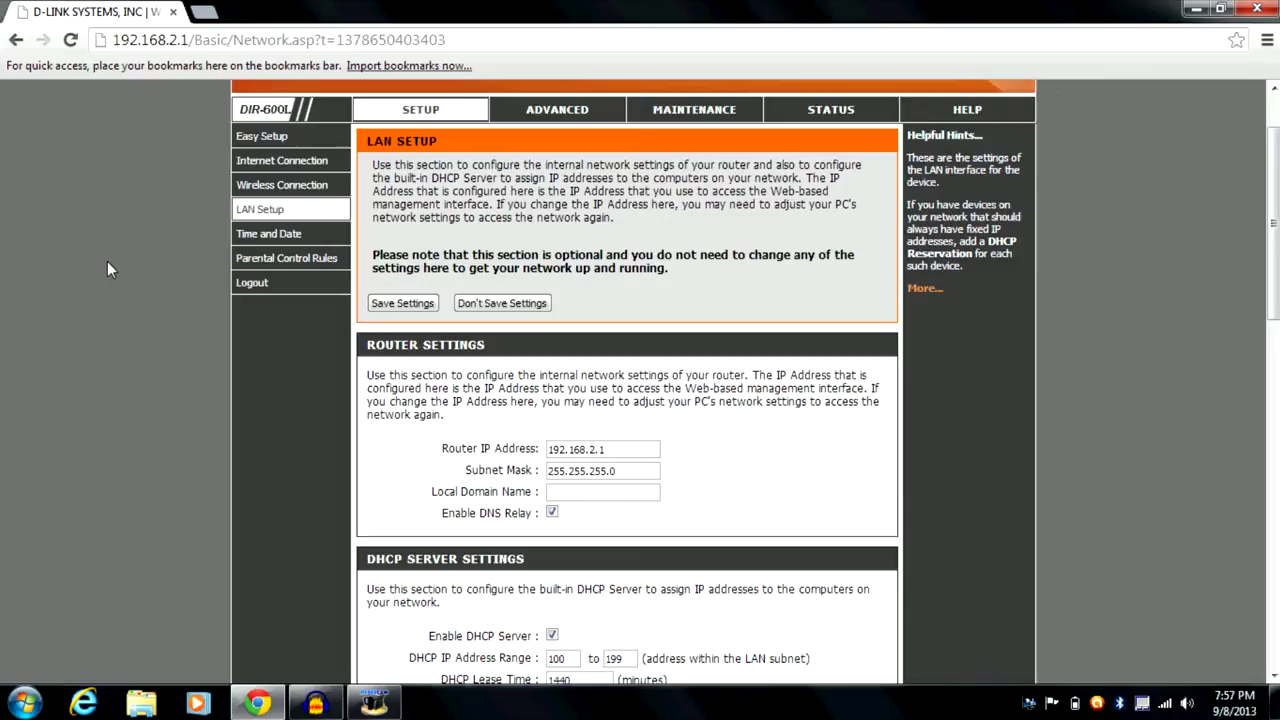 D-LINK SYSTEMS, INC | W
192.168.2.1/Basic/Network.asp?t=1378650403403
For quick access, place your bookmarks here on the bookmarks bar. Import bookmarks now...
DIR-600L
SETUP
ADVANCED
MAINTENANCE
STATUS
HELP
Easy Setup
Internet Connection
Wireless Connection
LAN Setup
Time and Date
Parental Control Rules
Logout
LAN SETUP
Use this section to configure the internal network settings of your router and also to configure
the built-in DHCP Server to assign IP addresses to the computers on your network. The IP
Address that is configured here is the IP Address that you use to access the Web-based
management interface. If you change the IP Address here, you may need to adjust your PC's
network settings to access the network again.
Please note that this section is optional and you do not need to change any of the
settings here to get your network up and running.
Save Settings
Don't Save Settings
ROUTER SETTINGS
Use this section to configure the internal network settings of your router. The IP Address that is
configured here is the IP Address that you use to access the Web-based management interface. If
you change the IP Address here, you may need to adjust your PC's network settings to access the
network again.
Router IP Address: 192.168.2.1
Subnet Mask : 255.255.255.0
Local Domain Name :
Enable DNS Relay :
DHCP SERVER SETTINGS
Use this section to configure the built-in DHCP Server to assign IP addresses to the computers on
your network.
Enable DHCP Server :
DHCP IP Address Range : 100 to 199 (address within the LAN subnet)
DHCP Lease Time : 1440 (minutes)
Helpful Hints...
These are the settings of
the LAN interface for the
device.
If you have devices on
your network that should
always have fixed IP
addresses, add a DHCP
Reservation for each
such device.
More...
7:57 PM
9/8/2013